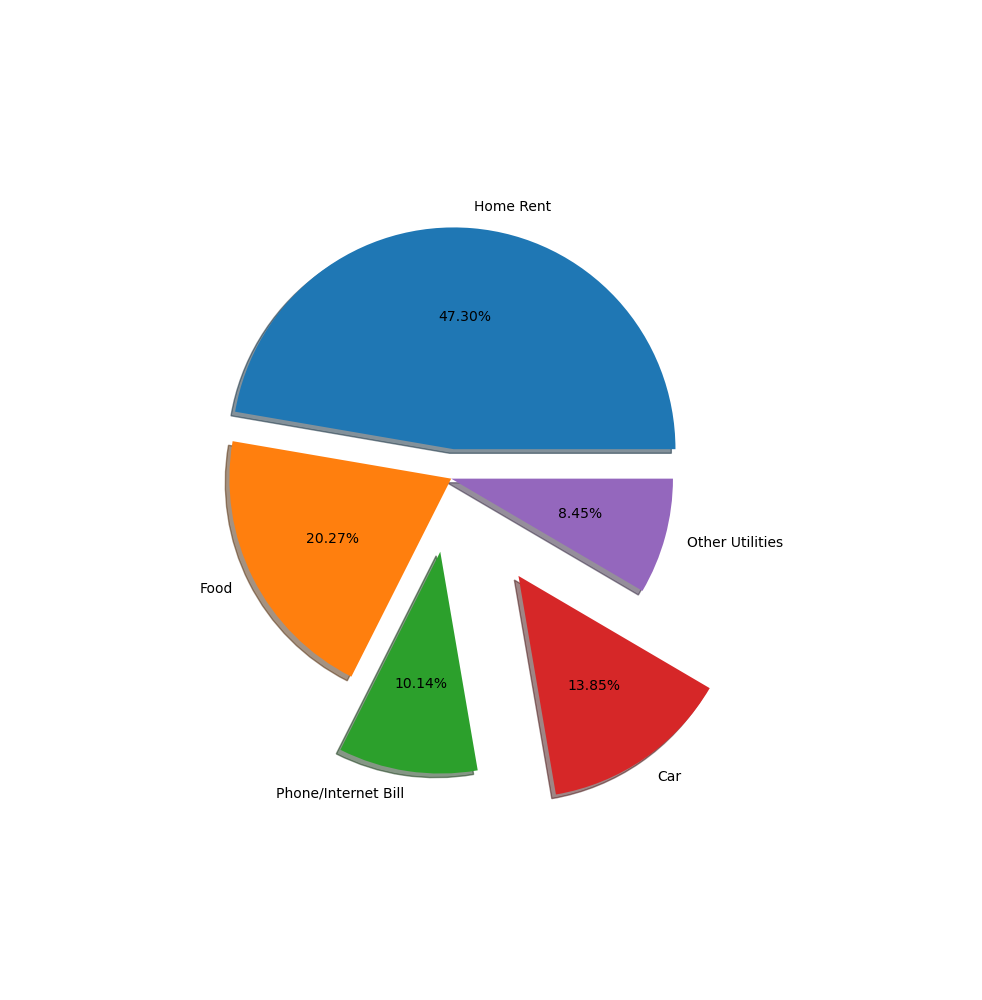 Home Rent
47.30%
20.27%
Food
8.45%
Other Utilities
10.14%
Phone/Internet Bill
13.85%
Car